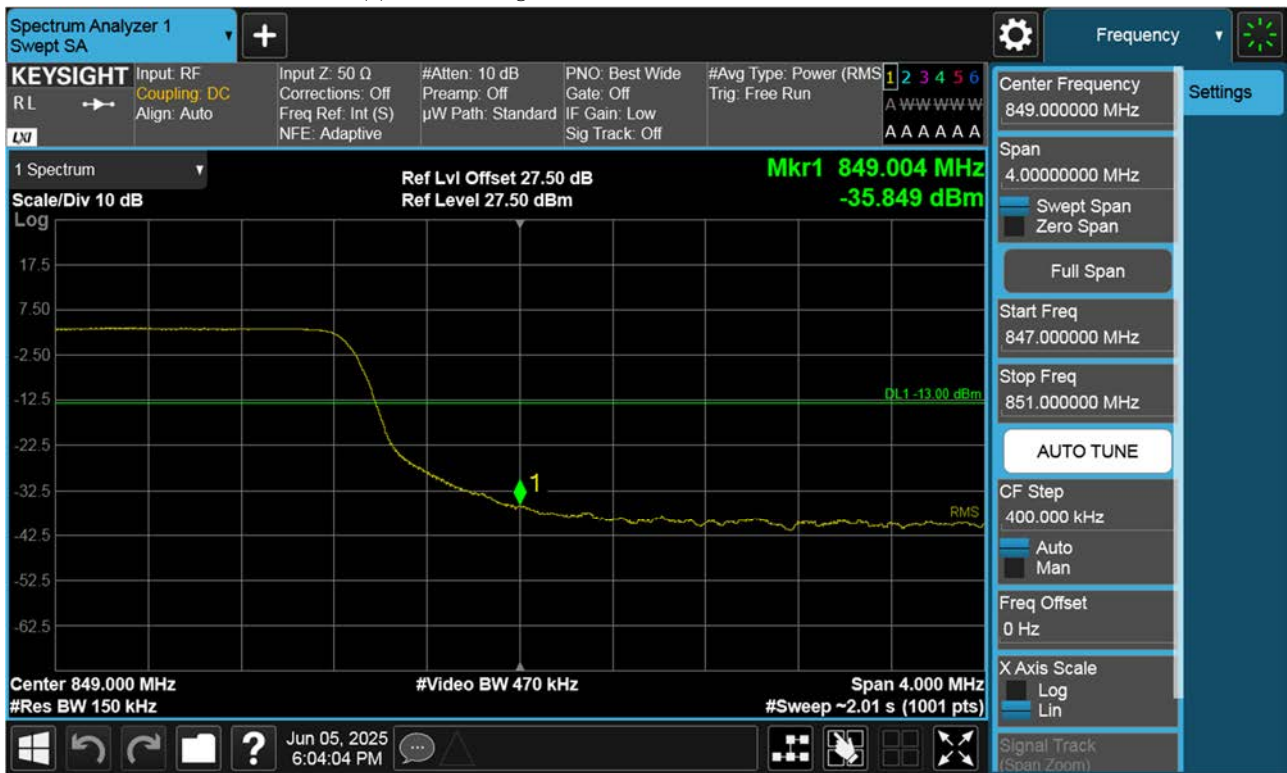 Spectrum Analyzer 1
Swept SA
+
Frequency
KEYSIGHT
RL
LXI
Input: RF
Coupling: DC
Align: Auto
Input Z: 50 Ω
Corrections: Off
Freq Ref: Int (S)
NFE: Adaptive
#Atten: 10 dB
Preamp: Off
µW Path: Standard
PNO: Best Wide
Gate: Off
IF Gain: Low
Sig Track: Off
#Avg Type: Power (RMS
Trig: Free Run
1 2 3 4 5 6
A W W W W W
A A A A A A
1 Spectrum
Scale/Div 10 dB
Log
Ref Lvl Offset 27.50 dB
Ref Level 27.50 dBm
Mkr1 849.004 MHz
-35.849 dBm
17.5
7.50
-2.50
-12.5
-22.5
-32.5
-42.5
-52.5
-62.5
DL1 -13.00 dBm
1
RMS
Center 849.000 MHz
#Res BW 150 kHz
#Video BW 470 kHz
Span 4.000 MHz
#Sweep ~2.01 s (1001 pts)
Center Frequency
849.000000 MHz
Settings
Span
4.00000000 MHz
Swept Span
Zero Span
Full Span
Start Freq
847.000000 MHz
Stop Freq
851.000000 MHz
AUTO TUNE
CF Step
400.000 kHz
Auto
Man
Freq Offset
0 Hz
X Axis Scale
Log
Lin
Signal Track
(Span Zoom)
?
Jun 05, 2025
6:04:04 PM